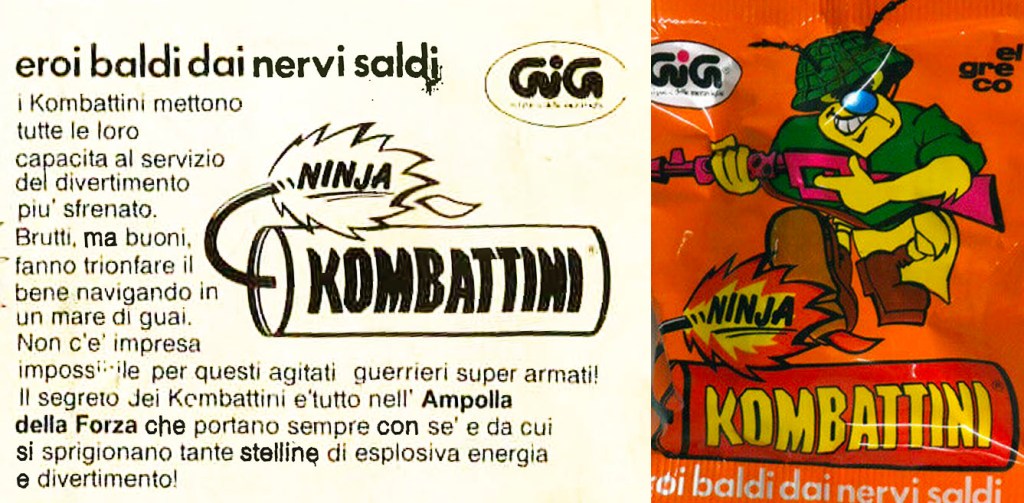 eroi baldi dai nervi saldi
GiG
i Kombattini mettono
tutte le loro
capacita al servizio
del divertimento
piu' sfrenato.
Brutti, ma buoni,
fanno trionfare il
bene navigando in
un mare di guai.
Non c'e' impresa
impossibile per questi agitati guerrieri super armati!
Il segreto dei Kombattini e'tutto nell' Ampolla
della Forza che portano sempre con se' e da cui
si sprigionano tante stelline di esplosiva energia
e divertimento!
NINJA
KOMBATTINI
GiG
el
gre
co
NINJA
KOMBATTINI
eroi baldi dai nervi saldi